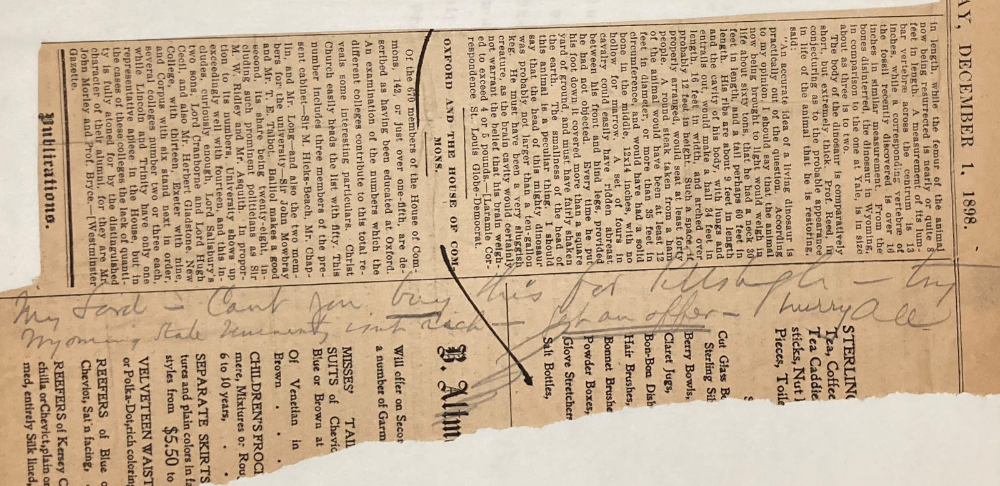 AY, DECEMBER 1, 1898.
in length, while the femur of the animal
now being resurrected is nearly or quite 8
feet in length. A measurement of its lum-
bar vertebræ across the centrum is 13
inches, while a corresponding vertebræ of
the fossil recently discovered is over 16
inches in similar measurement. From the
bones disinterred, the dinosaur in Wyoming,
in comparison to the one at Yale, is in size
about as three is to two.
The body of the dinosaur is comparatively
short, but extremely thick. Prof. Reed, in
conjecturing as to the probable appearance
in life of the animal that he is restoring,
said:
"An accurate idea of a living dinosaur is
practically out of the question. According
to my opinion, I should say that the animal
now being brought to light would weigh in
life about sixty tons, that he had a neck 30
feet in length, and a tail perhaps 60 feet in
length. His ribs are about 9 feet in length
and the cavity of his body, with lungs and
entrails out, would make a hall 34 feet in
length, 16 feet in width, and arched over
probably 12 feet in height. Such a space, if
properly arranged, would seat at least forty
people. A round steak taken from a ham
of the animal would have been at least 12
feet in diameter, or more than 35 feet in
circumference, and would have had a solid
bone in the middle, 12x14 inches, with no
hollow for marrow. A set of fours in
cavalry could easily have ridden abreast
between his front and hind legs, provided
he had not objected. Every time he put
his foot down it covered more than a square
yard of ground, and must have fairly shaken
the earth. The smallness of the head of
this animal is a peculiar thing. I should
say that the head of this mighty dinosaur
was probably not larger than a ten-gallon
keg. He must have been a very sluggish
creature, as the brain cavity would certainly
not warrant the belief that his brain weigh-
ed to exceed 4 or 5 pounds.—[Laramie Cor-
respondence St. Louis Globe-Democrat.
OXFORD AND THE HOUSE OF COM-
MONS.
Of the 670 members of the House of Com-
mons, 142, or just over one-fifth, are de-
scribed as having been educated at Oxford.
An examination of the numbers which the
different colleges contribute to this total re-
veals some interesting particulars. Christ
Church easily heads the list with fifty. This
number includes three members of the pre-
sent cabinet—Sir M. Hicks-Beach, Mr. Chap-
lin, and Mr. Long—and also the two mem-
bers for the university—Sir John Mowbray
and Mr. T. E. Talbot. Balliol makes a good
second, its share being twenty-eight, in-
cluding such prominent politicians as Sir
M. W. Ridley and Mr. Asquith. In propor-
tion to its numbers, University shows up
exceedingly well with fourteen, and this in-
cludes, curiously enough, Lord Salisbury's
two sons, Lord Cranborne and Lord Hugh
Cecil, and also Mr. Herbert Gladstone. New
College, with thirteen, Exeter with nine,
and Corpus with six stand next in order,
several colleges number two or three each,
while Lincoln and Trinity have only one
representative apiece in the House, but in
the cases of these colleges the lack of quanti-
ty is fully atoned for by the distinguished
character of their alumni, for they are Mr.
John Morley and Prof. Bryce.—[Westminster
Gazette.
Publications.
My Lord – Cant you buy this for Pittsburgh – try
Wyoming State University isnt rich – get an offer – hurry
STERLING
Tea, Coffee
Tea Caddie
sticks, Nut
Pieces, Toile
Cut Glass Bo
Sterling Sil
Berry Bowls,
Claret Jugs,
Bon-Bon Dish
Hair Brushes,
Bonnet Brushe
Powder Boxes,
Glove Stretchers
Salt Bottles,
B. Altm
Will offer on Secon
a number of Garm
MISSES' TAI
SUITS of Chevio
Blue or Brown at
Of Venetian in
Brown . .
CHILDREN'S FROC
mere, Mixtures or Rou
6 to 10 years, . .
SEPARATE SKIRTS
tures and plain colors in fa
styles from $5.50 to
VELVETEEN WAIST
or Polka-Dot, rich coloring
REEFERS of Blue o
Cheviot, Sat'n facing,
REEFERS of Kersey C
chilla or Cheviot, plain or
med, entirely Silk lined,